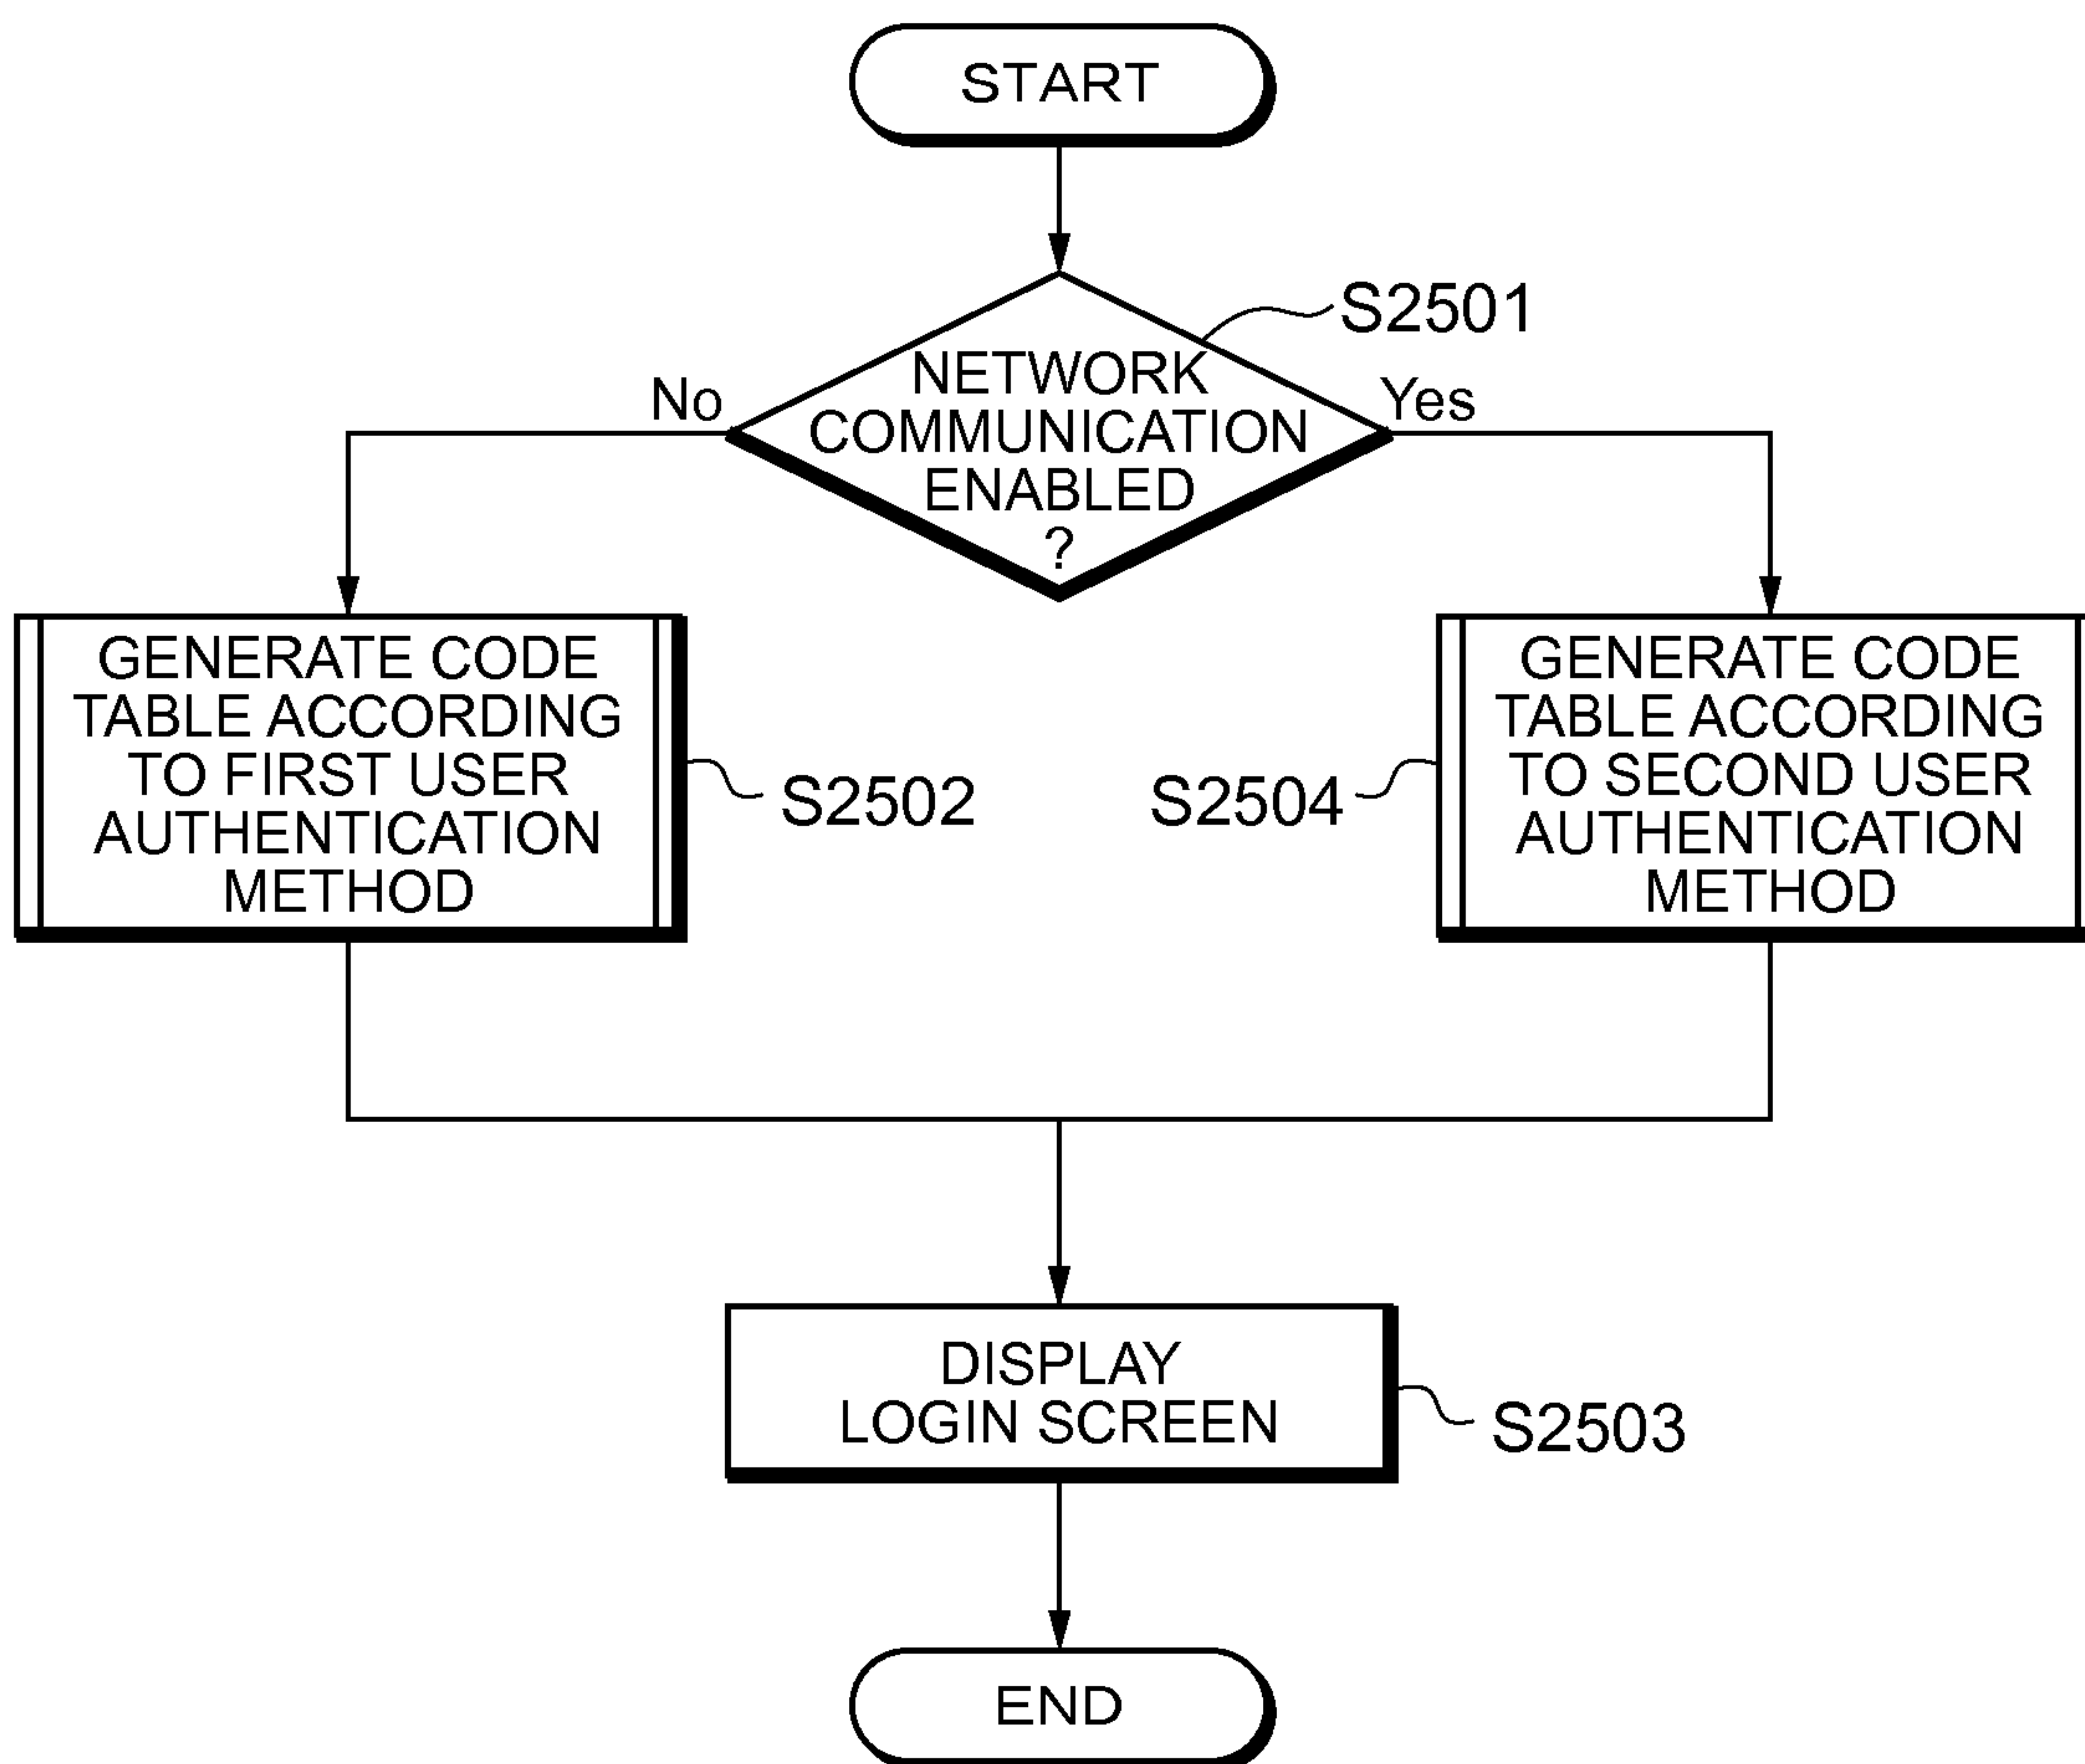 START
S2501
NETWORK
COMMUNICATION
ENABLED
?
No
Yes
GENERATE CODE
TABLE ACCORDING
TO FIRST USER
AUTHENTICATION
METHOD
S2502
S2504
GENERATE CODE
TABLE ACCORDING
TO SECOND USER
AUTHENTICATION
METHOD
DISPLAY
LOGIN SCREEN
S2503
END